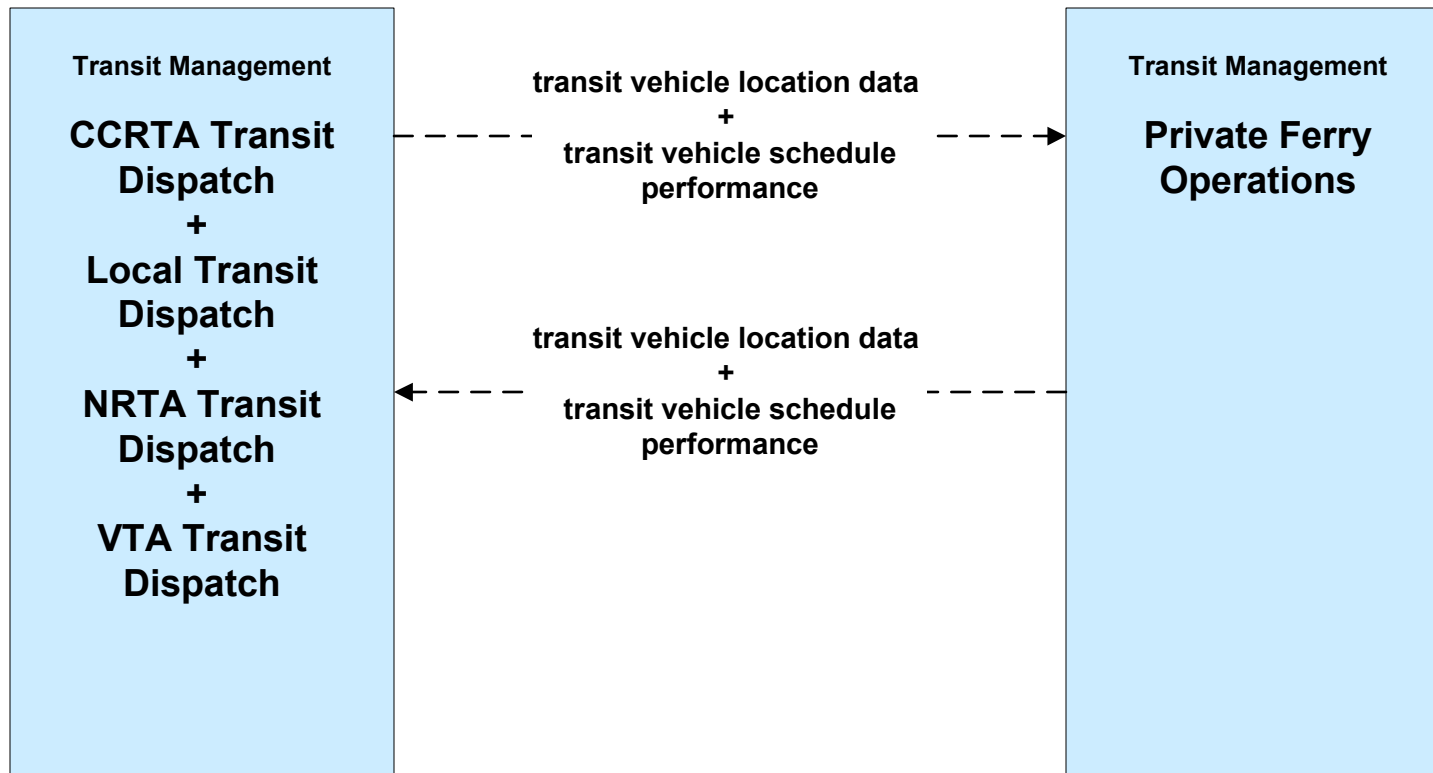 Transit Management
CCRTA Transit
Dispatch
+
Local Transit
Dispatch
+
NRTA Transit
Dispatch
+
VTA Transit
Dispatch
transit vehicle location data
+
transit vehicle schedule
performance
transit vehicle location data
+
transit vehicle schedule
performance
Transit Management
Private Ferry
Operations